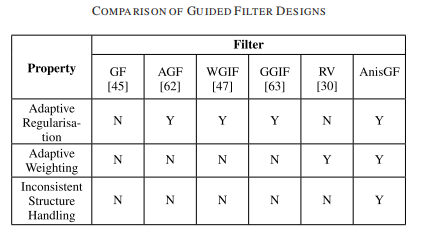 COMPARISON OF GUIDED FILTER DESIGNS
Filter
Property
GF AGF WGIF GGIF RV AnisGF
[45] [62] [47] [63] [30]
Adaptive
Regularisa-
tion
N Y Y Y N Y
Adaptive
Weighting
N N N N Y Y
Inconsistent
Structure
Handling
N N N N N Y